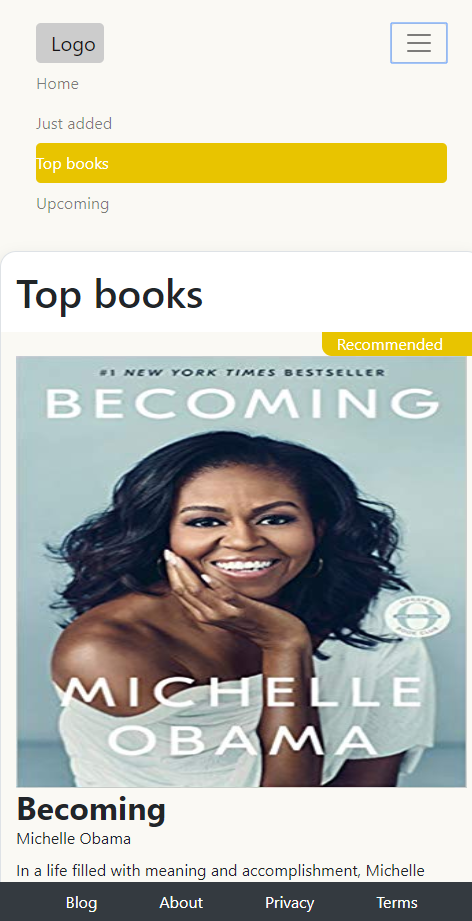 Logo
Home
Just added
Top books
Upcoming
Top books
Recommended
#1 NEW YORK TIMES BESTSELLER
BECOMING
MICHELLE
OBAMA
Becoming
Michelle Obama
In a life filled with meaning and accomplishment, Michelle
Blog About Privacy Terms